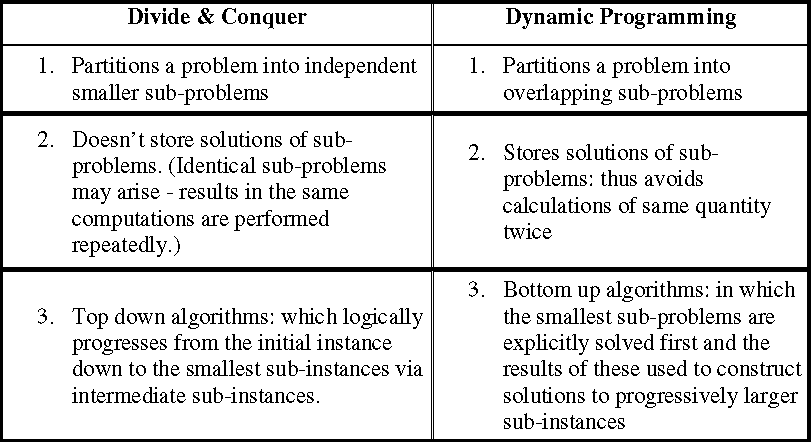 Divide & Conquer
Dynamic Programming
1. Partitions a problem into independent
smaller sub-problems
1. Partitions a problem into
overlapping sub-problems
2. Doesn’t store solutions of sub-
problems. (Identical sub-problems
may arise - results in the same
computations are performed
repeatedly.)
2. Stores solutions of sub-
problems: thus avoids
calculations of same quantity
twice
3. Top down algorithms: which logically
progresses from the initial instance
down to the smallest sub-instances via
intermediate sub-instances.
3. Bottom up algorithms: in which
the smallest sub-problems are
explicitly solved first and the
results of these used to construct
solutions to progressively larger
sub-instances